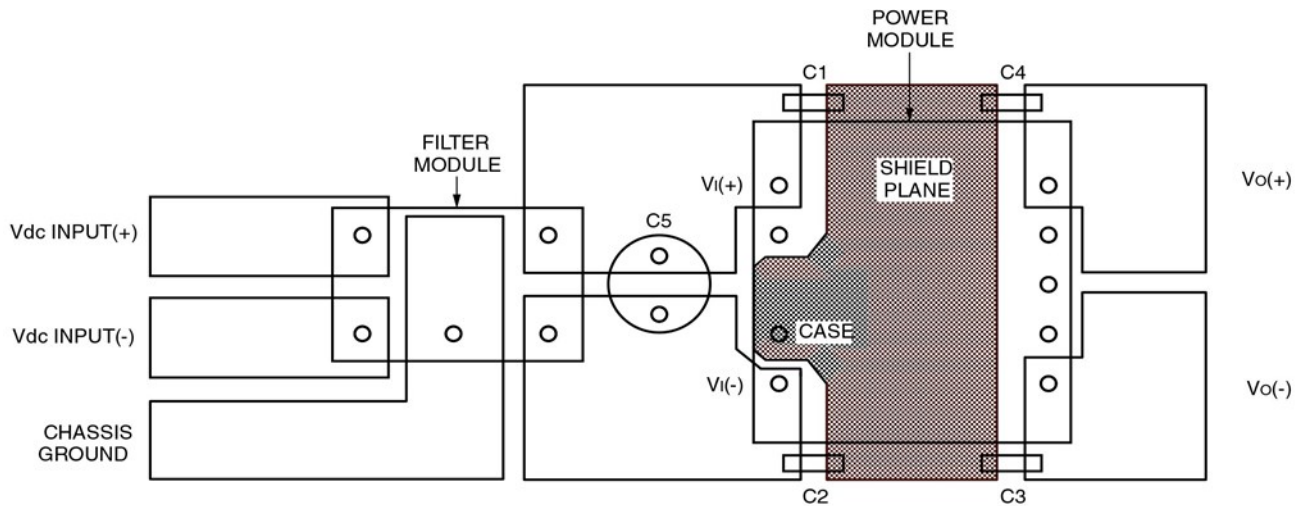 POWER
MODULE
C1
C4
FILTER
MODULE
SHIELD
PLANE
VI(+)
VO(+)
C5
Vdc INPUT(+)
Vdc INPUT(-)
CASE
VI(-)
VO(-)
CHASSIS
GROUND
C2
C3